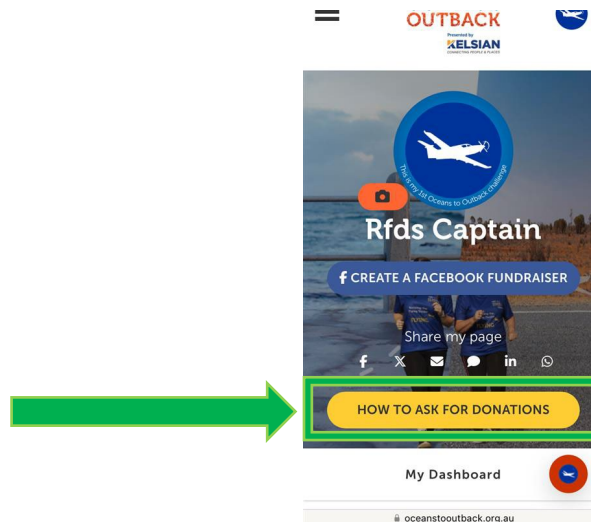 OUTBACK
Presented by
KELSIAN
CONNECTING PEOPLE & PLACES
This is my 1st Oceans to Outback challenge
Rfds Captain
f CREATE A FACEBOOK FUNDRAISER
Share my page
HOW TO ASK FOR DONATIONS
My Dashboard
oceanstooutback.org.au